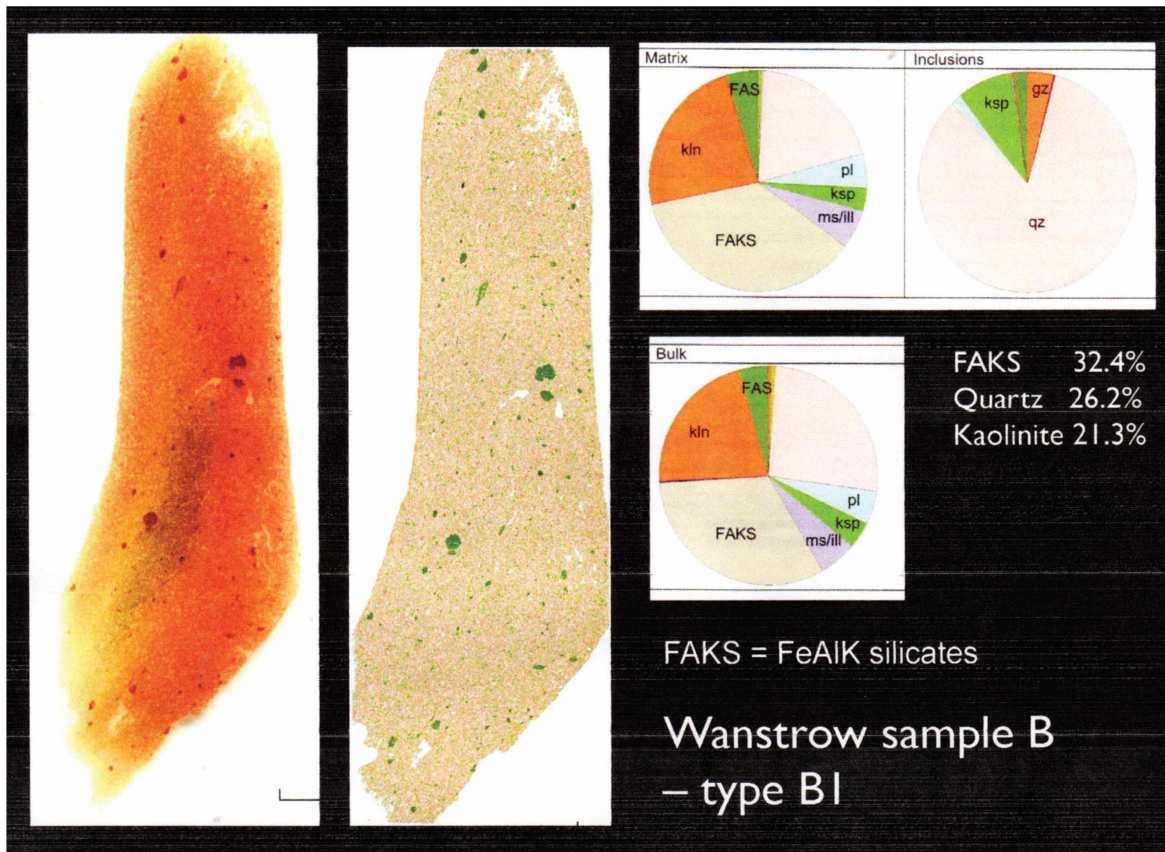 Matrix
FAS
kln
pl
ksp
ms/ill
FAKS
Inclusions
ksp
gz
qz
Bulk
FAS
kln
pl
ksp
ms/ill
FAKS
FAKS 32.4%
Quartz 26.2%
Kaolinite 21.3%
FAKS = FeAlK silicates
Wanstrow sample B
– type B1